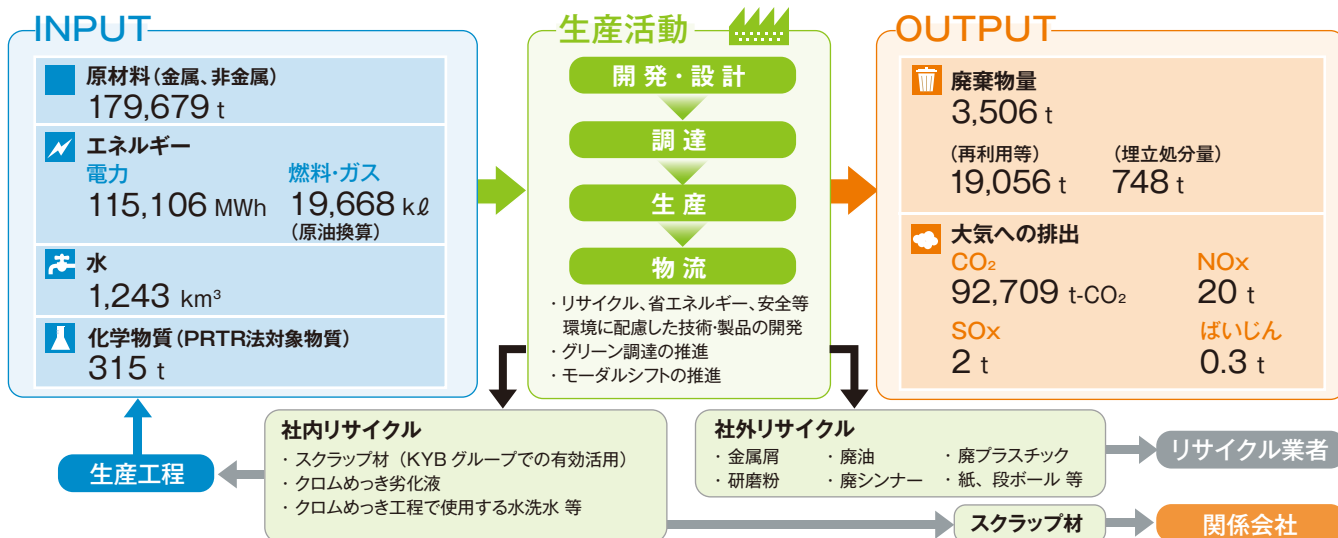 INPUT
原材料（金属、非金属）
179,679 t
エネルギー
電力 燃料・ガス
115,106 MWh 19,668 kℓ
（原油換算）
水
1,243 km³
化学物質（PRTR法対象物質）
315 t
生産活動
開発・設計
調達
生産
物流
・リサイクル、省エネルギー、安全等
環境に配慮した技術・製品の開発
・グリーン調達の推進
・モーダルシフトの推進
OUTPUT
廃棄物量
3,506 t
（再利用等） （埋立処分量）
19,056 t 748 t
大気への排出
CO₂ NOx
92,709 t-CO₂ 20 t
SOx ばいじん
2 t 0.3 t
生産工程
社内リサイクル
・スクラップ材（KYB グループでの有効活用）
・クロムめっき劣化液
・クロムめっき工程で使用する水洗水 等
社外リサイクル
・金属屑 ・廃油 ・廃プラスチック
・研磨粉 ・廃シンナー ・紙、段ボール 等
リサイクル業者
スクラップ材
関係会社